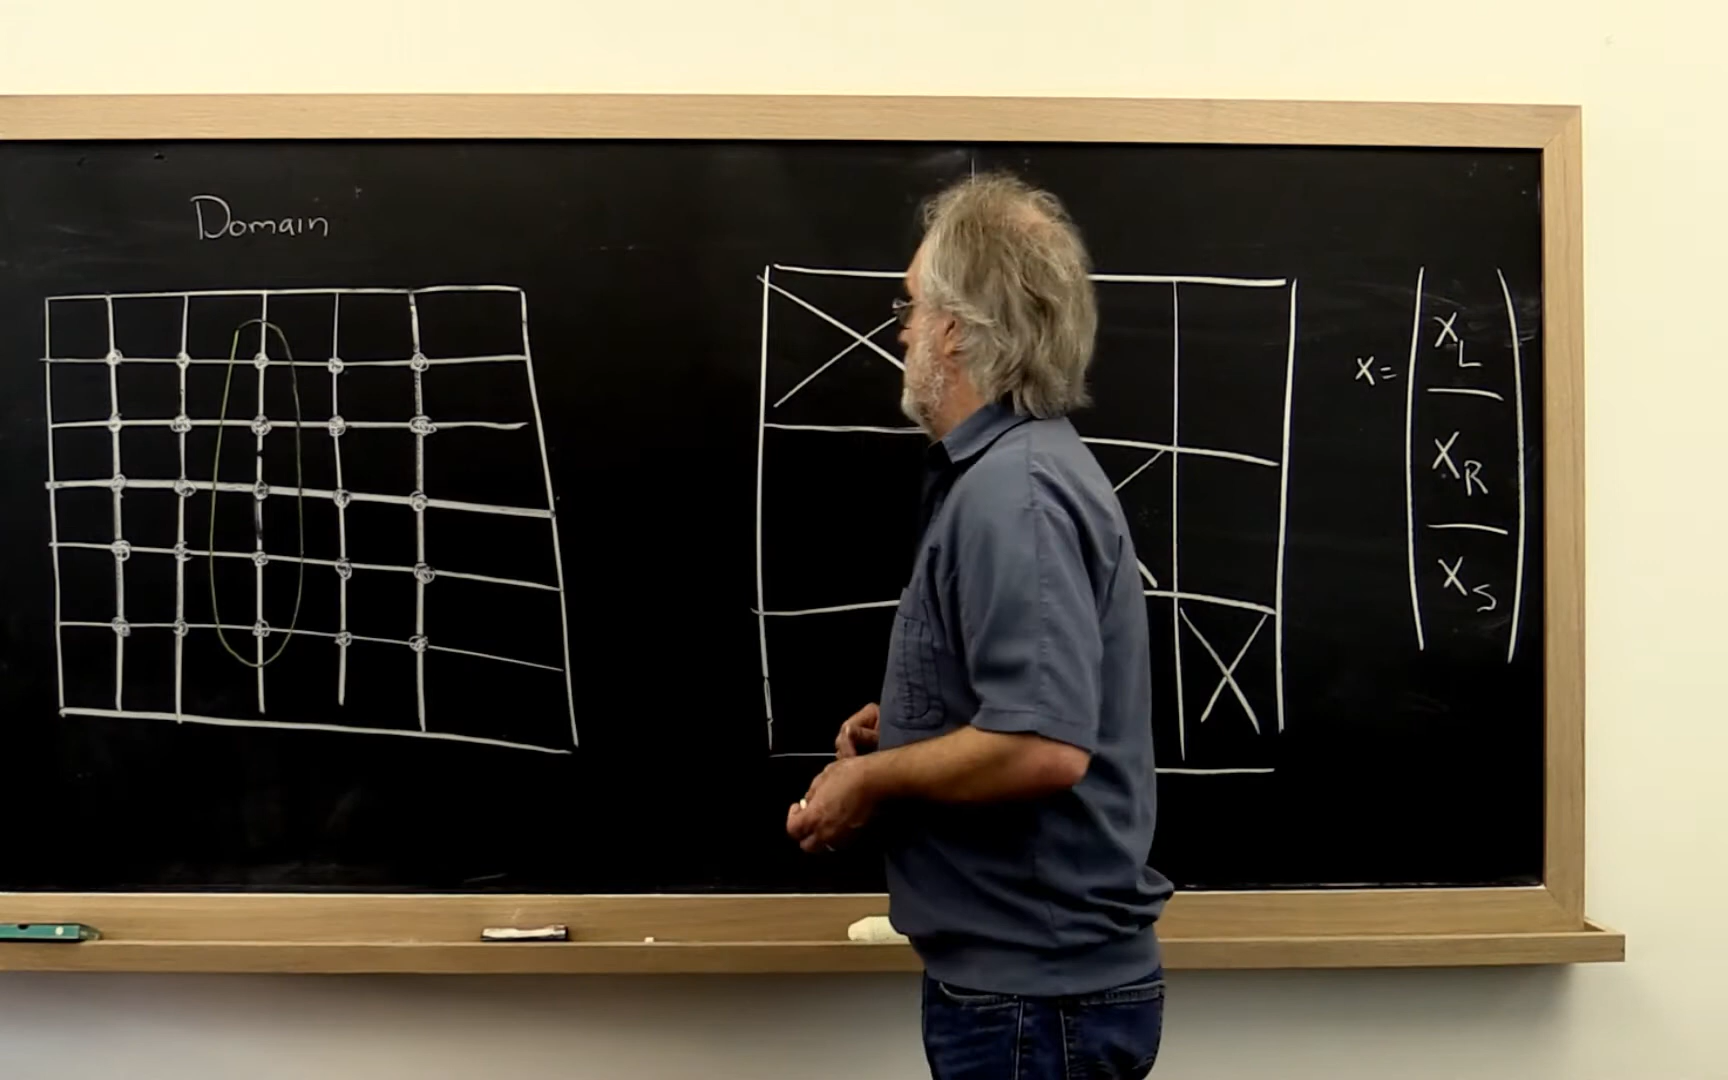 Domain
x=
x_L
x_R
x_S